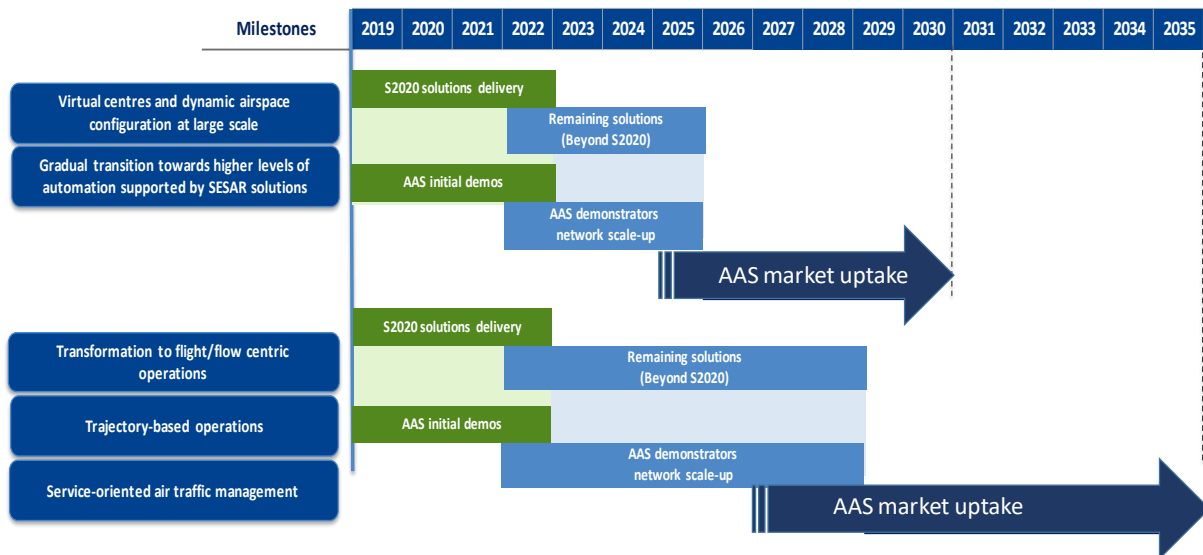 Milestones 2019 2020 2021 2022 2023 2024 2025 2026 2027 2028 2029 2030 2031 2032 2033 2034 2035
S2020 solutions delivery
Virtual centres and dynamic airspace
configuration at large scale
Remaining solutions
(Beyond S2020)
Gradual transition towards higher levels of
automation supported by SESAR solutions
AAS initial demos
AAS demonstrators
network scale-up
AAS market uptake
S2020 solutions delivery
Transformation to flight/flow centric
operations
Remaining solutions
(Beyond S2020)
Trajectory-based operations
AAS initial demos
AAS demonstrators
network scale-up
Service-oriented air traffic management
AAS market uptake